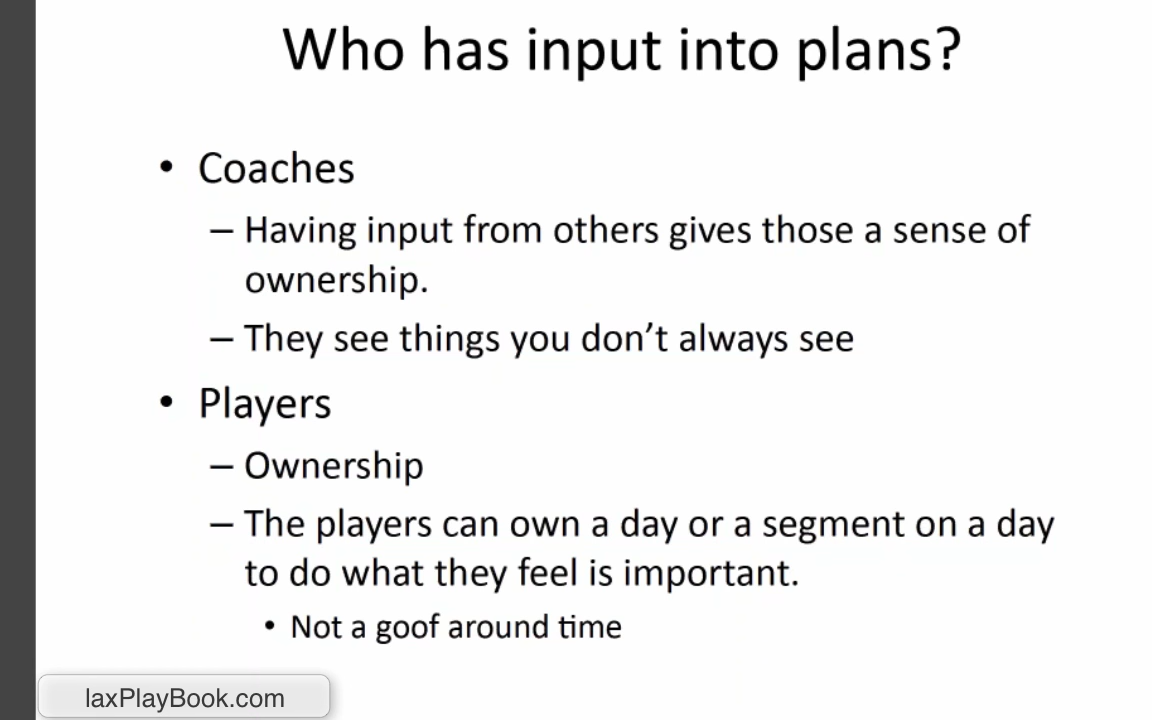 Who has input into plans?
• Coaches
– Having input from others gives those a sense of
ownership.
– They see things you don’t always see
• Players
– Ownership
– The players can own a day or a segment on a day
to do what they feel is important.
• Not a goof around time
laxPlayBook.com